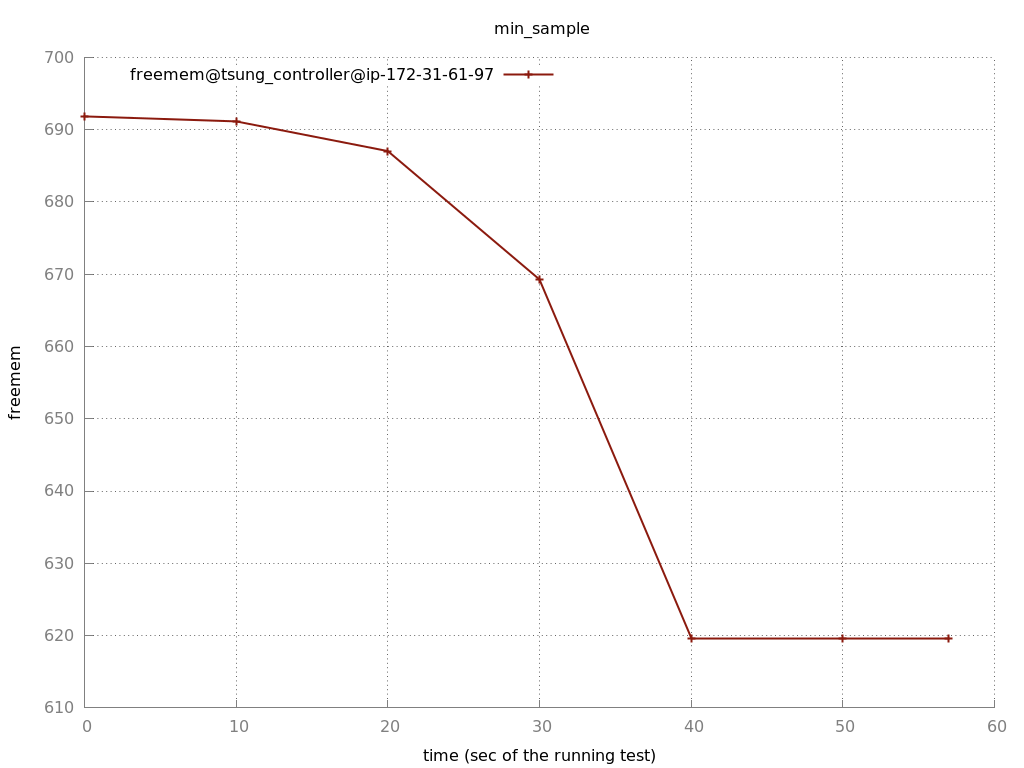 min_sample
freemem@tsung_controller@ip-172-31-61-97
700
690
680
670
660
650
640
630
620
610
freemem
0 10 20 30 40 50 60
time (sec of the running test)